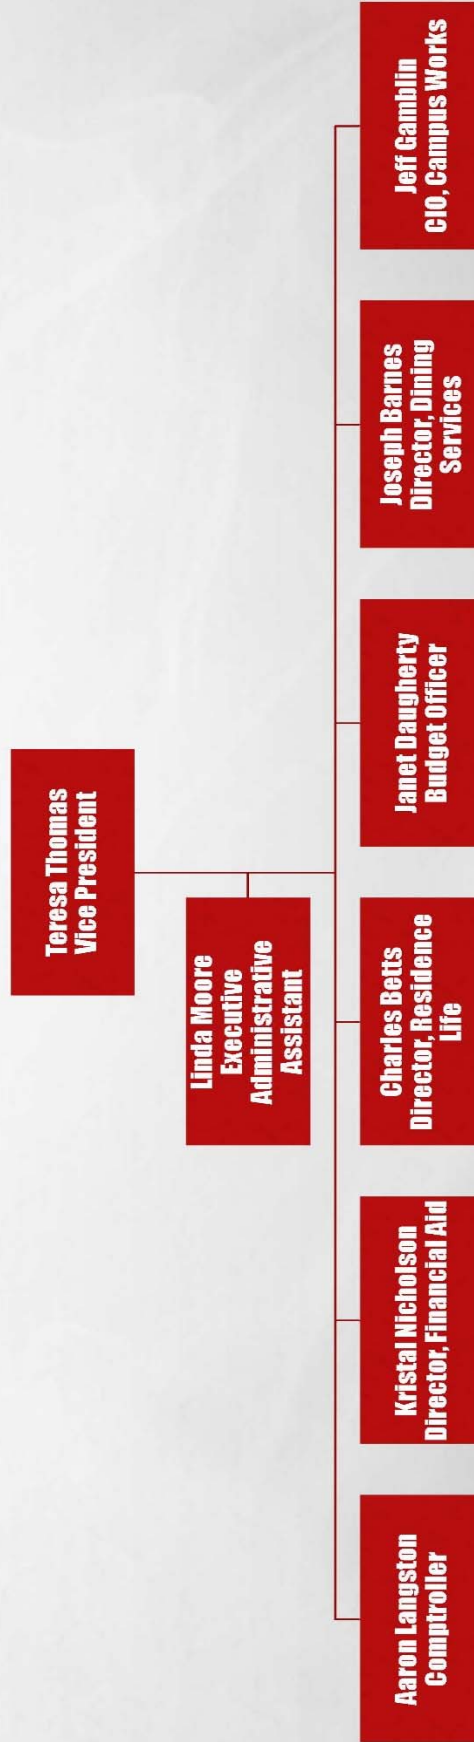 Teresa Thomas
Vice President
Linda Moore
Executive
Administrative
Assistant
Aaron Langston
Comptroller
Kristal Nicholson
Director, Financial Aid
Charles Betts
Director, Residence
Life
Janet Daugherty
Budget Officer
Joseph Barnes
Director, Dining
Services
Jeff Gamblin
CIO, Campus Works